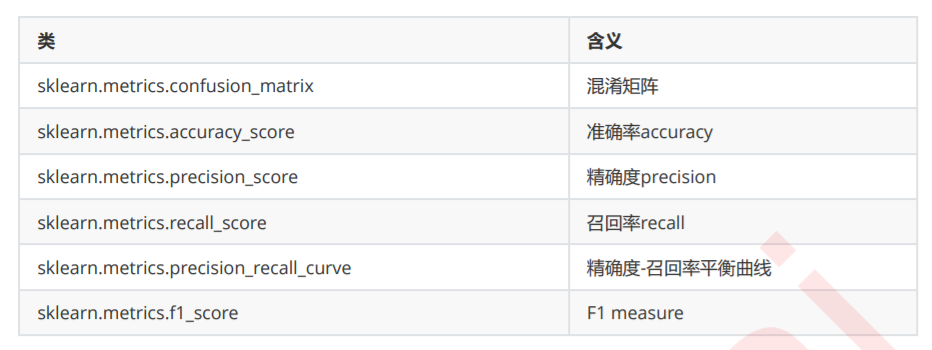 类 含义
sklearn.metrics.confusion_matrix 混淆矩阵
sklearn.metrics.accuracy_score 准确率accuracy
sklearn.metrics.precision_score 精确度precision
sklearn.metrics.recall_score 召回率recall
sklearn.metrics.precision_recall_curve 精确度-召回率平衡曲线
sklearn.metrics.f1_score F1 measure